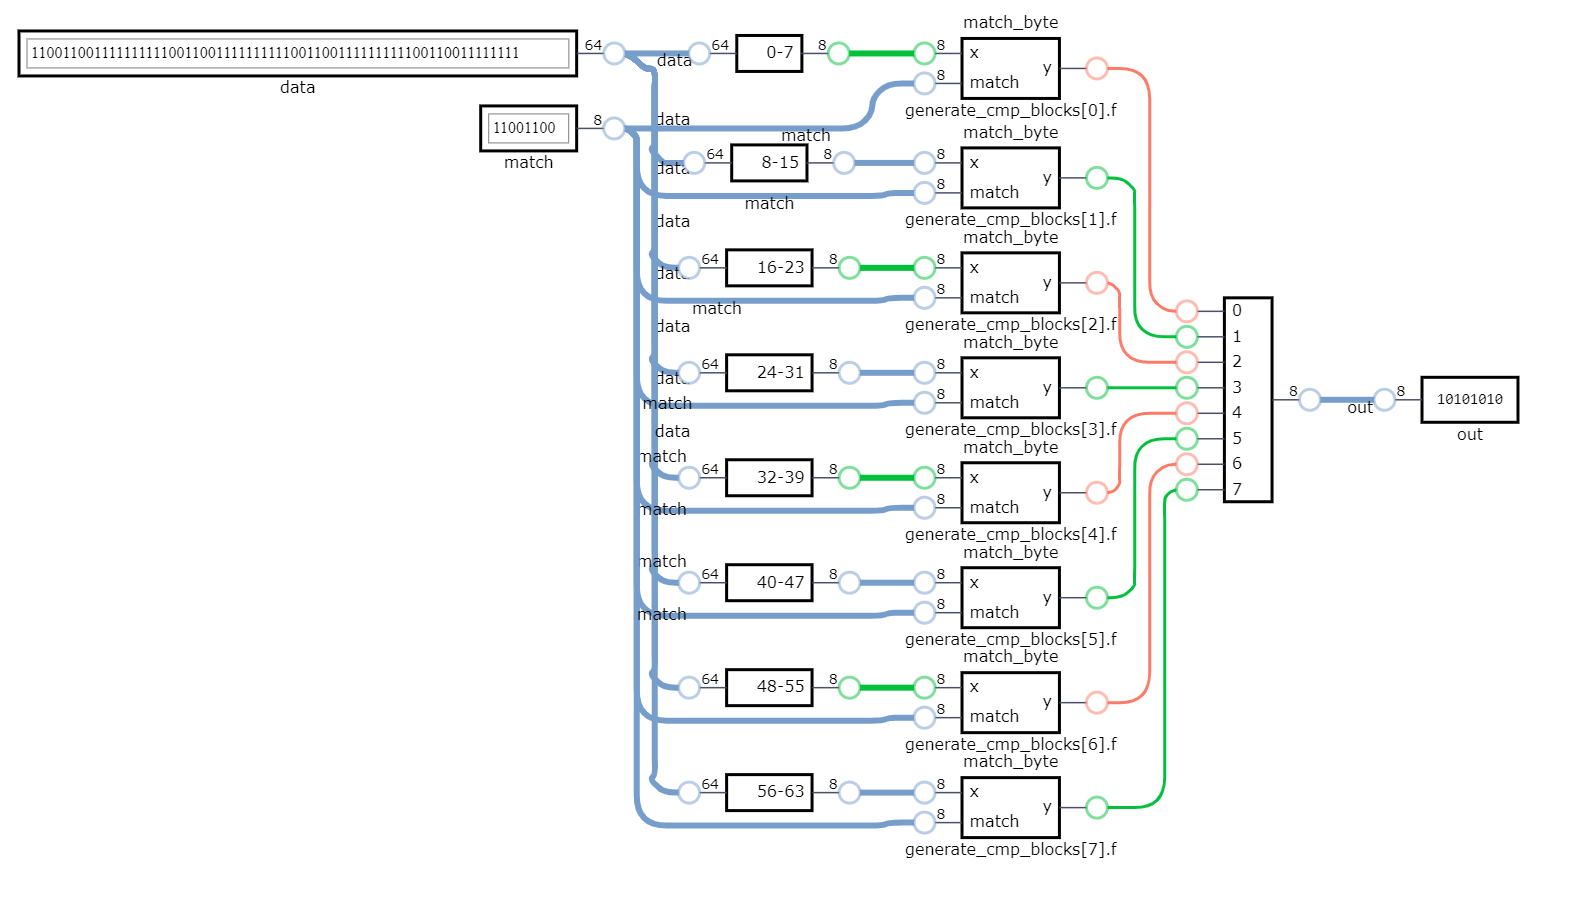 match_byte
1100110011111111110011001111111111001100111111111100110011111111
64
data
64
0-7
8
8
x
y
match
8
data
generate_cmp_blocks[0].f
11001100
8
match
data
match
match_byte
data
64
8-15
8
8
x
y
match
8
match
generate_cmp_blocks[1].f
data
match_byte
data
64
16-23
8
8
x
y
match
8
match
generate_cmp_blocks[2].f
data
match_byte
data
64
24-31
8
8
x
y
match
8
match
generate_cmp_blocks[3].f
data
match_byte
match
64
32-39
8
8
x
y
match
8
match
generate_cmp_blocks[4].f
match_byte
match
64
40-47
8
8
x
y
match
8
match
generate_cmp_blocks[5].f
match_byte
64
48-55
8
8
x
y
match
8
generate_cmp_blocks[6].f
match_byte
64
56-63
8
8
x
y
match
8
generate_cmp_blocks[7].f
0
1
2
3
4
5
6
7
8
out
8
10101010
out